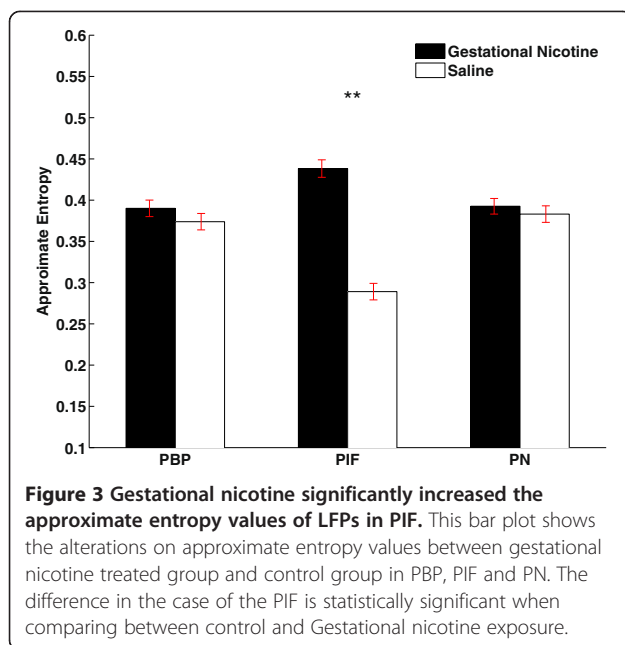 0.6
0.55
0.5
0.45
0.4
0.35
0.3
0.25
0.2
0.15
0.1
Approimate Entropy
Gestational Nicotine
Saline
**
PBP
PIF
PN
Figure 3 Gestational nicotine significantly increased the
approximate entropy values of LFPs in PIF. This bar plot shows
the alterations on approximate entropy values between gestational
nicotine treated group and control group in PBP, PIF and PN. The
difference in the case of the PIF is statistically significant when
comparing between control and Gestational nicotine exposure.